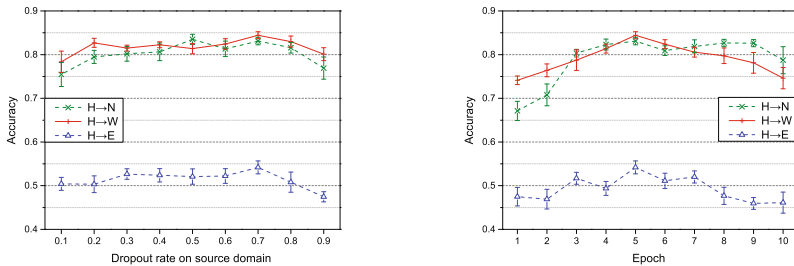 0.9
0.8
0.7
0.6
0.5
0.4
Accuracy
H→N
H→W
H→E
0.1 0.2 0.3 0.4 0.5 0.6 0.7 0.8 0.9
Dropout rate on source domain
0.9
0.8
0.7
0.6
0.5
0.4
Accuracy
H→N
H→W
H→E
1 2 3 4 5 6 7 8 9 10
Epoch